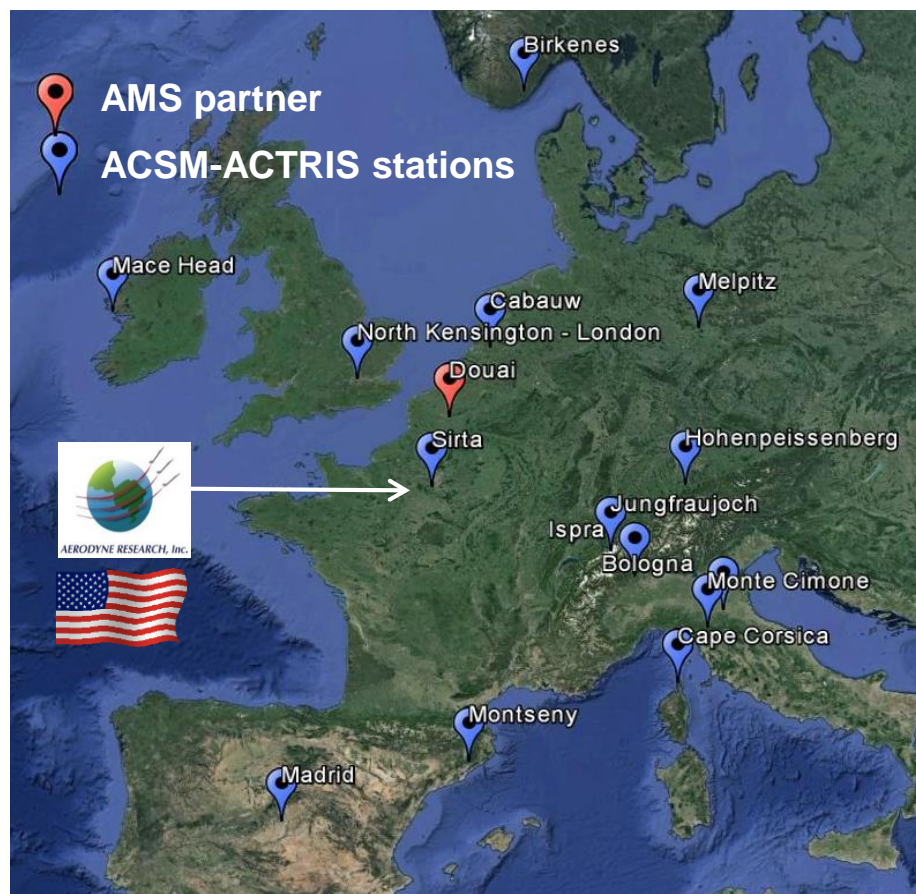 Birkenes
AMS partner
ACSM-ACTRIS stations
Mace Head
Melpitz
Cabauw
North Kensington - London
Douai
Sirta
Hohenpeissenberg
AERODYNE RESEARCH, Inc.
Jungfraujoch
Ispra
Bologna
Monte Cimone
Cape Corsica
Montseny
Madrid